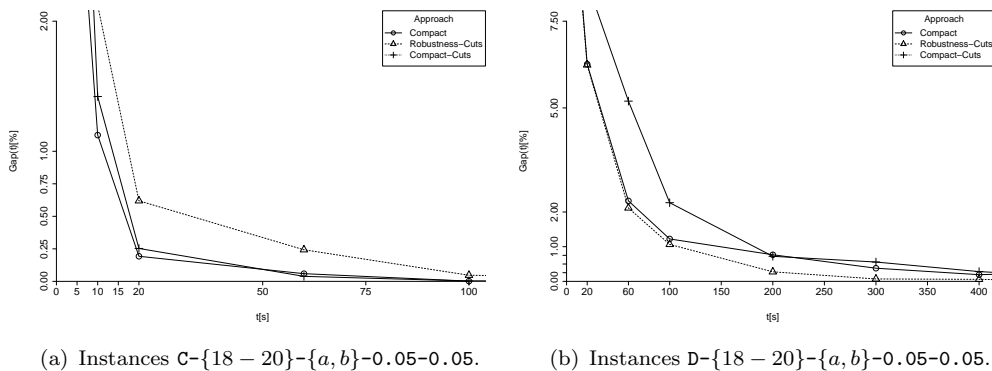 Gap(t)[%]
2.00
1.00
0.75
0.50
0.25
0.00
Approach
Compact
Robustness−Cuts
Compact−Cuts
0 5 10 15 20 50 75 100
t[s]
(a) Instances C-{18 − 20}-{a, b}-0.05-0.05.
Gap(t)[%]
7.50
5.00
2.00
1.00
0.00
Approach
Compact
Robustness−Cuts
Compact−Cuts
0 20 60 100 150 200 250 300 350 400
t[s]
(b) Instances D-{18 − 20}-{a, b}-0.05-0.05.